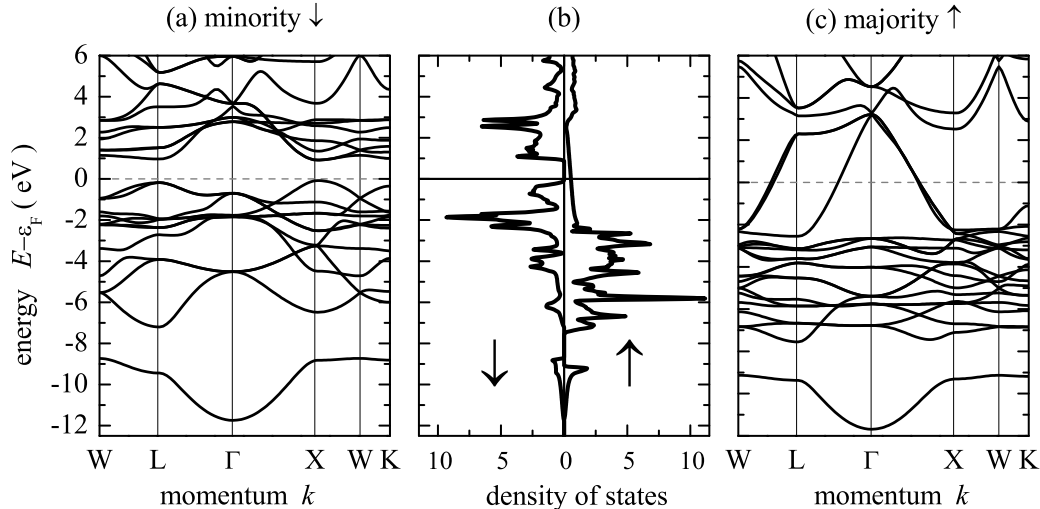 (a) minority ↓
(b)
(c) majority ↑
energy E−ε_F ( eV )
6
4
2
0
-2
-4
-6
-8
-10
-12
W L Γ X W K
10 5 0 5 10
W L Γ X W K
momentum k
density of states
momentum k